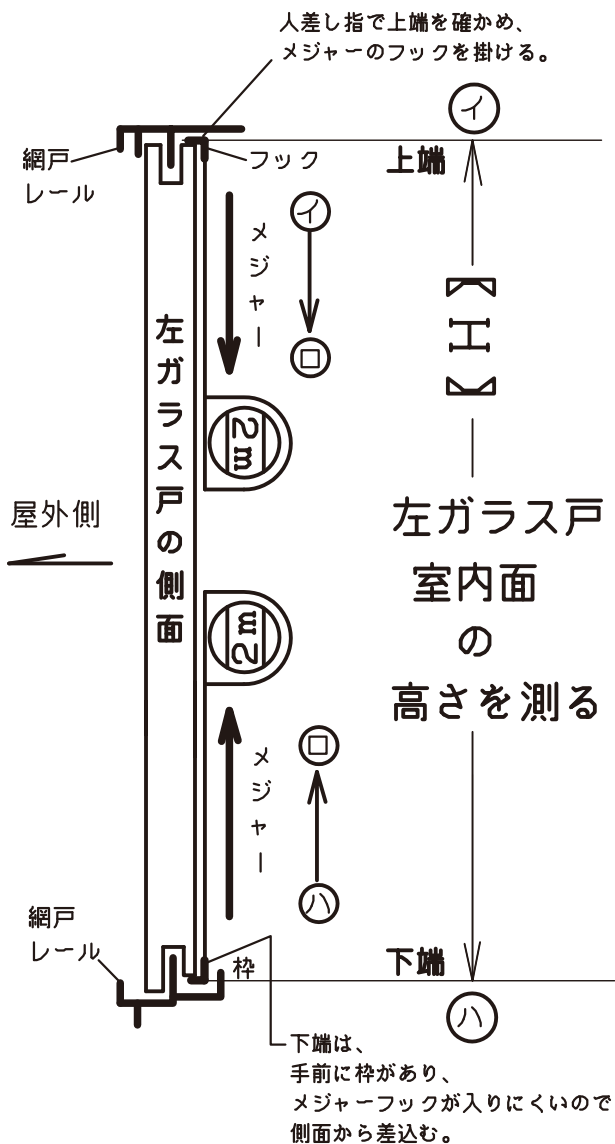 人差し指で上端を確かめ、
メジャーのフックを掛ける。
イ
網戸
レール
フック
上端
イ
メジャー
ロ
【H】
左ガラス戸の側面
2m
屋外側
左ガラス戸
室内面
の
高さを測る
2m
ロ
メジャー
ハ
網戸
レール
枠
下端
ハ
下端は、
手前に枠があり、
メジャーフックが入りにくいので
側面から差込む。